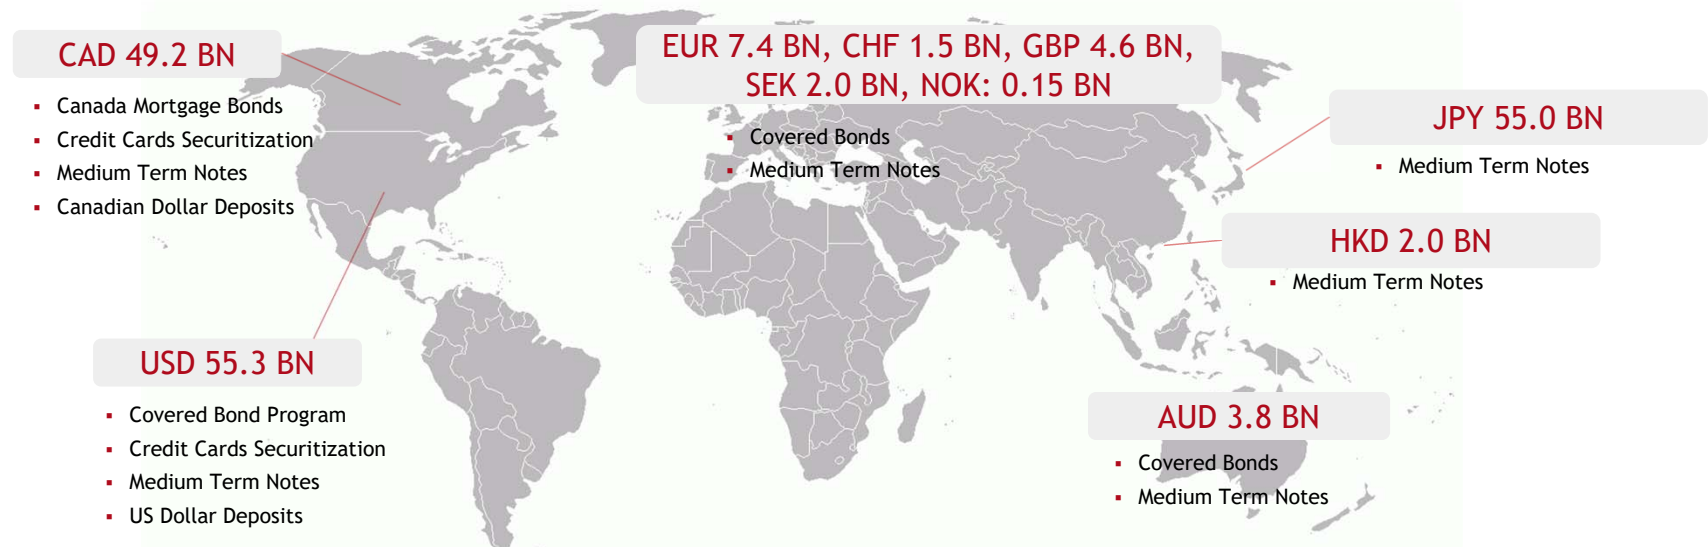 CAD 49.2 BN
▪ Canada Mortgage Bonds
▪ Credit Cards Securitization
▪ Medium Term Notes
▪ Canadian Dollar Deposits
EUR 7.4 BN, CHF 1.5 BN, GBP 4.6 BN,
SEK 2.0 BN, NOK: 0.15 BN
▪ Covered Bonds
▪ Medium Term Notes
JPY 55.0 BN
▪ Medium Term Notes
HKD 2.0 BN
▪ Medium Term Notes
USD 55.3 BN
▪ Covered Bond Program
▪ Credit Cards Securitization
▪ Medium Term Notes
▪ US Dollar Deposits
AUD 3.8 BN
▪ Covered Bonds
▪ Medium Term Notes